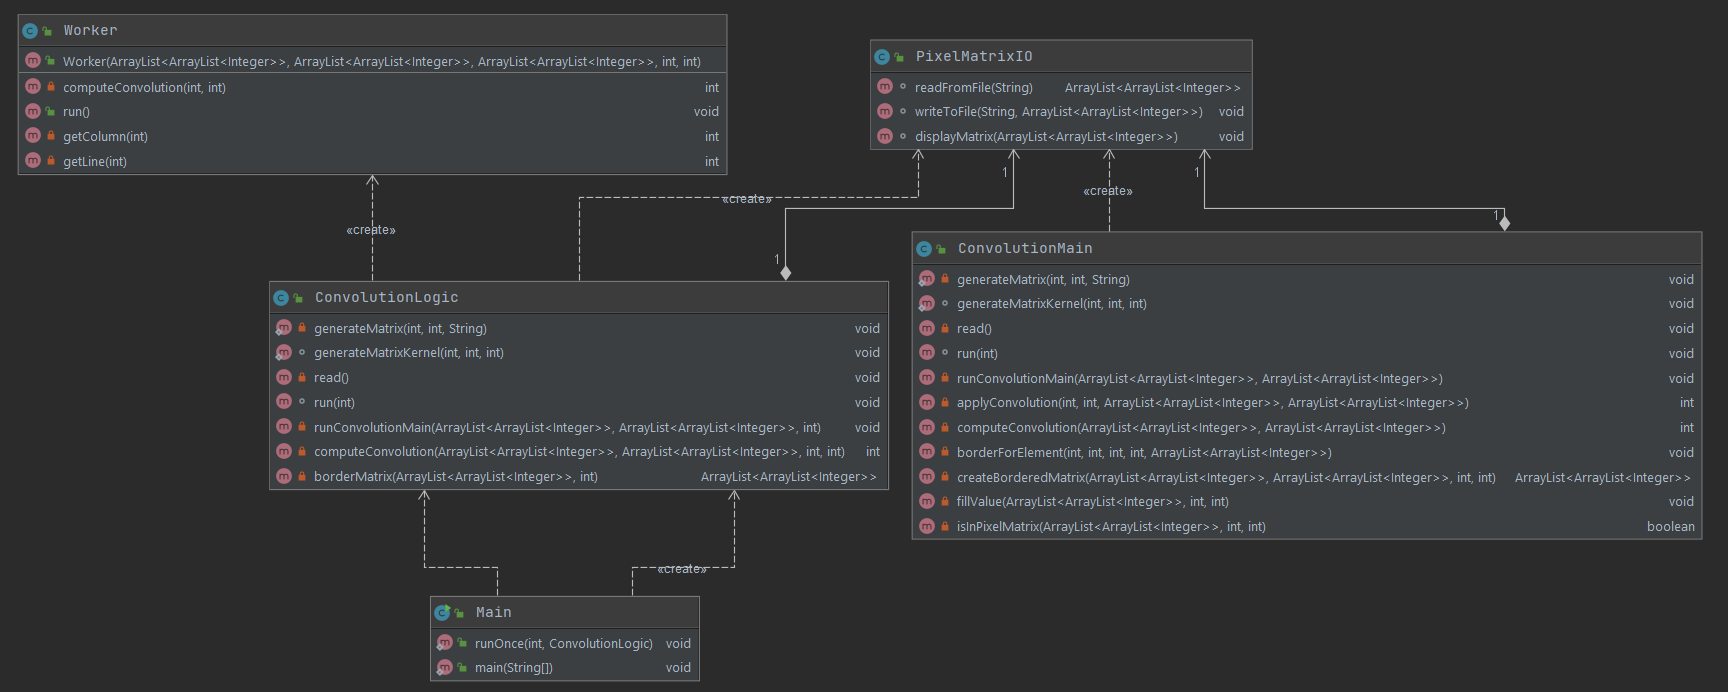 Worker
Worker(ArrayList<ArrayList<Integer>>, ArrayList<ArrayList<Integer>>, ArrayList<ArrayList<Integer>>, int, int)
computeConvolution(int, int) int
run() void
getColumn(int) int
getLine(int) int
PixelMatrixIO
readFromFile(String) ArrayList<ArrayList<Integer>>
writeToFile(String, ArrayList<ArrayList<Integer>>) void
displayMatrix(ArrayList<ArrayList<Integer>>) void
1
1
«create»
«create»
«create»
1
1
ConvolutionLogic
generateMatrix(int, int, String) void
generateMatrixKernel(int, int, int) void
read() void
run(int) void
runConvolutionMain(ArrayList<ArrayList<Integer>>, ArrayList<ArrayList<Integer>>, int) void
computeConvolution(ArrayList<ArrayList<Integer>>, ArrayList<ArrayList<Integer>>, int, int) int
borderMatrix(ArrayList<ArrayList<Integer>>, int) ArrayList<ArrayList<Integer>>
ConvolutionMain
generateMatrix(int, int, String) void
generateMatrixKernel(int, int, int) void
read() void
run(int) void
runConvolutionMain(ArrayList<ArrayList<Integer>>, ArrayList<ArrayList<Integer>>) void
applyConvolution(int, int, ArrayList<ArrayList<Integer>>, ArrayList<ArrayList<Integer>>) int
computeConvolution(ArrayList<ArrayList<Integer>>, ArrayList<ArrayList<Integer>>) int
borderForElement(int, int, int, int, ArrayList<ArrayList<Integer>>) void
createBorderedMatrix(ArrayList<ArrayList<Integer>>, ArrayList<ArrayList<Integer>>, int, int) ArrayList<ArrayList<Integer>>
fillValue(ArrayList<ArrayList<Integer>>, int, int) void
isInPixelMatrix(ArrayList<ArrayList<Integer>>, int, int) boolean
«create»
Main
runOnce(int, ConvolutionLogic) void
main(String[]) void